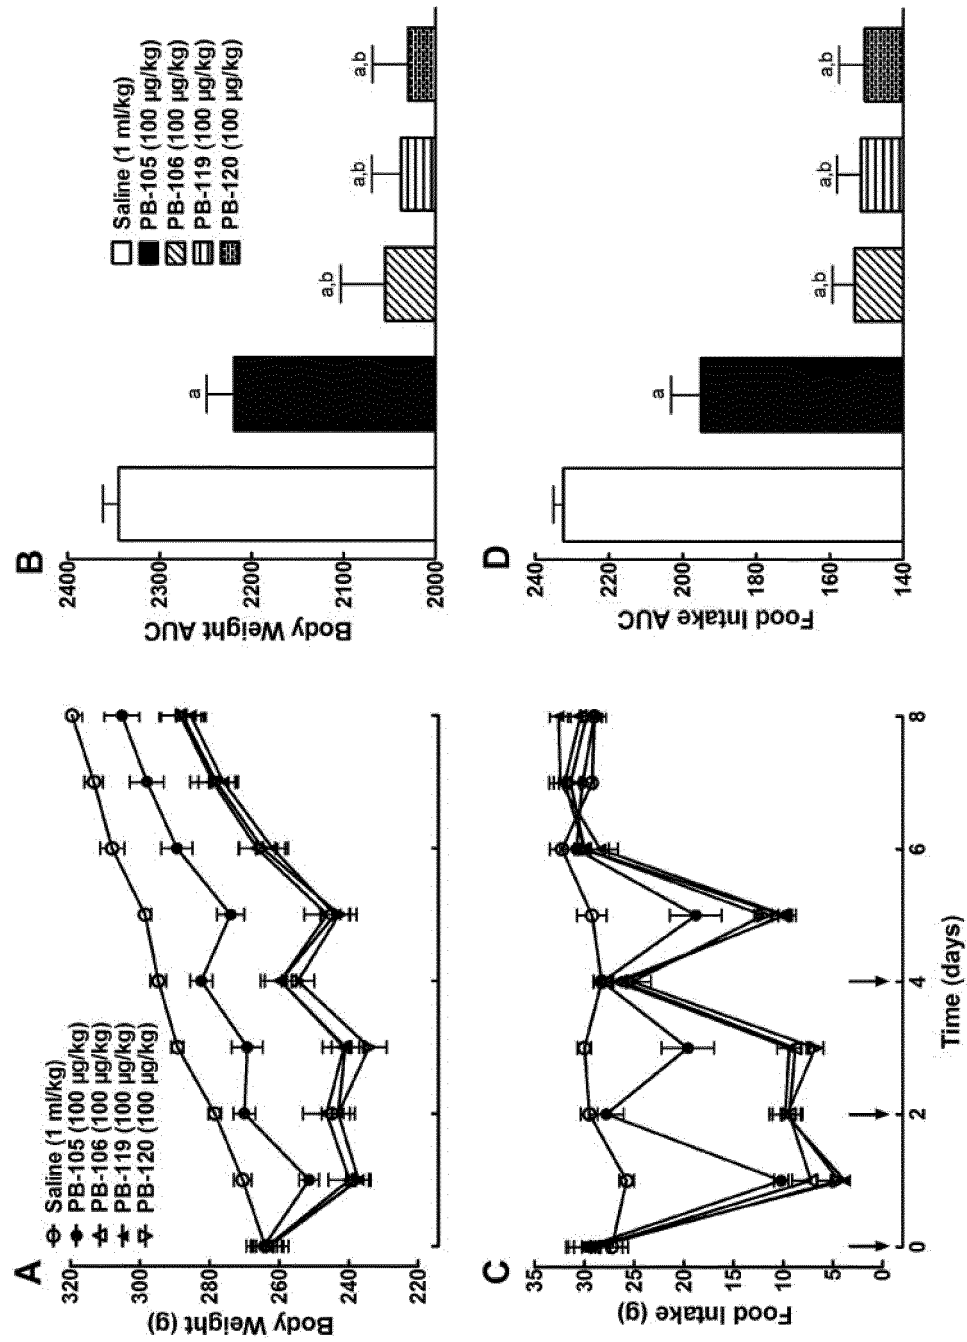 A
Saline (1 ml/kg)
PB-105 (100 µg/kg)
PB-106 (100 µg/kg)
PB-119 (100 µg/kg)
PB-120 (100 µg/kg)
Body Weight (g)
320
300
280
260
240
220
B
Saline (1 ml/kg)
PB-105 (100 µg/kg)
PB-106 (100 µg/kg)
PB-119 (100 µg/kg)
PB-120 (100 µg/kg)
Body Weight AUC
2400
2300
2200
2100
2000
a
a,b
a,b
a,b
C
Food Intake (g)
35
30
25
20
15
10
5
0
0 2 4 6 8
Time (days)
D
Food Intake AUC
240
220
200
180
160
140
a
a,b
a,b
a,b